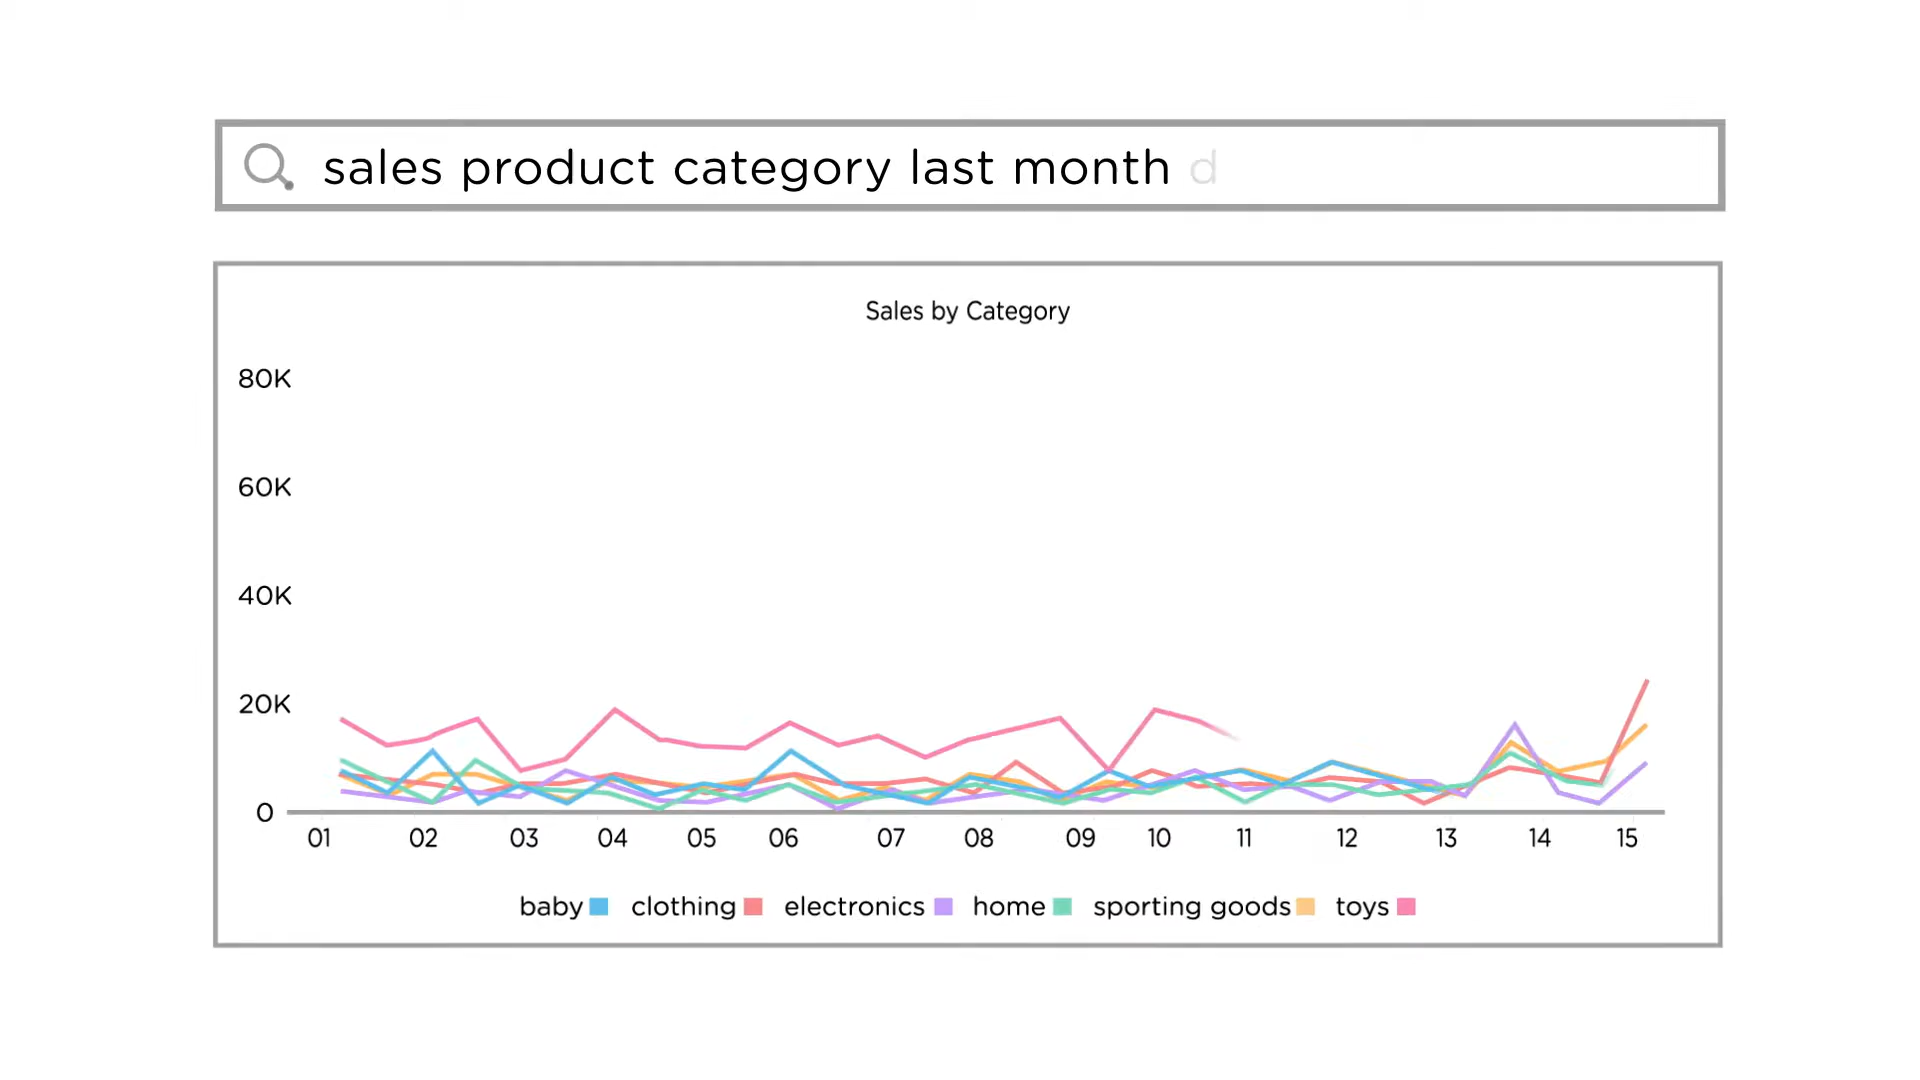 sales product category last month d
Sales by Category
80K
60K
40K
20K
0
01 02 03 04 05 06 07 08 09 10 11 12 13 14 15
baby clothing electronics home sporting goods toys